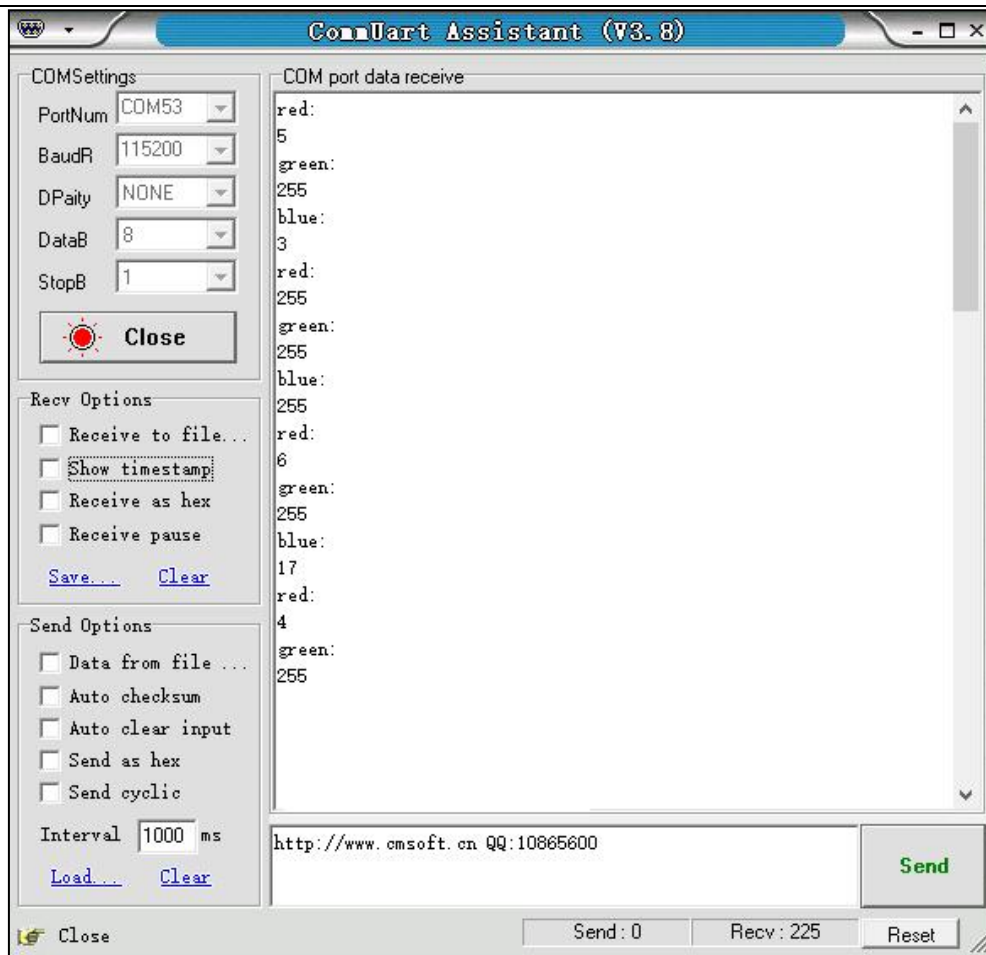 CommUart Assistant (V3.8)
COMSettings
PortNum COM53
BaudR 115200
DPaity NONE
DataB 8
StopB 1
Close
Recv Options
Receive to file...
Show timestamp
Receive as hex
Receive pause
Save... Clear
Send Options
Data from file ...
Auto checksum
Auto clear input
Send as hex
Send cyclic
Interval 1000 ms
Load... Clear
COM port data receive
red:
5
green:
255
blue:
3
red:
255
green:
255
blue:
255
red:
6
green:
255
blue:
17
red:
4
green:
255
http://www.cmsoft.cn QQ:10865600
Send
Close
Send : 0
Recv : 225
Reset